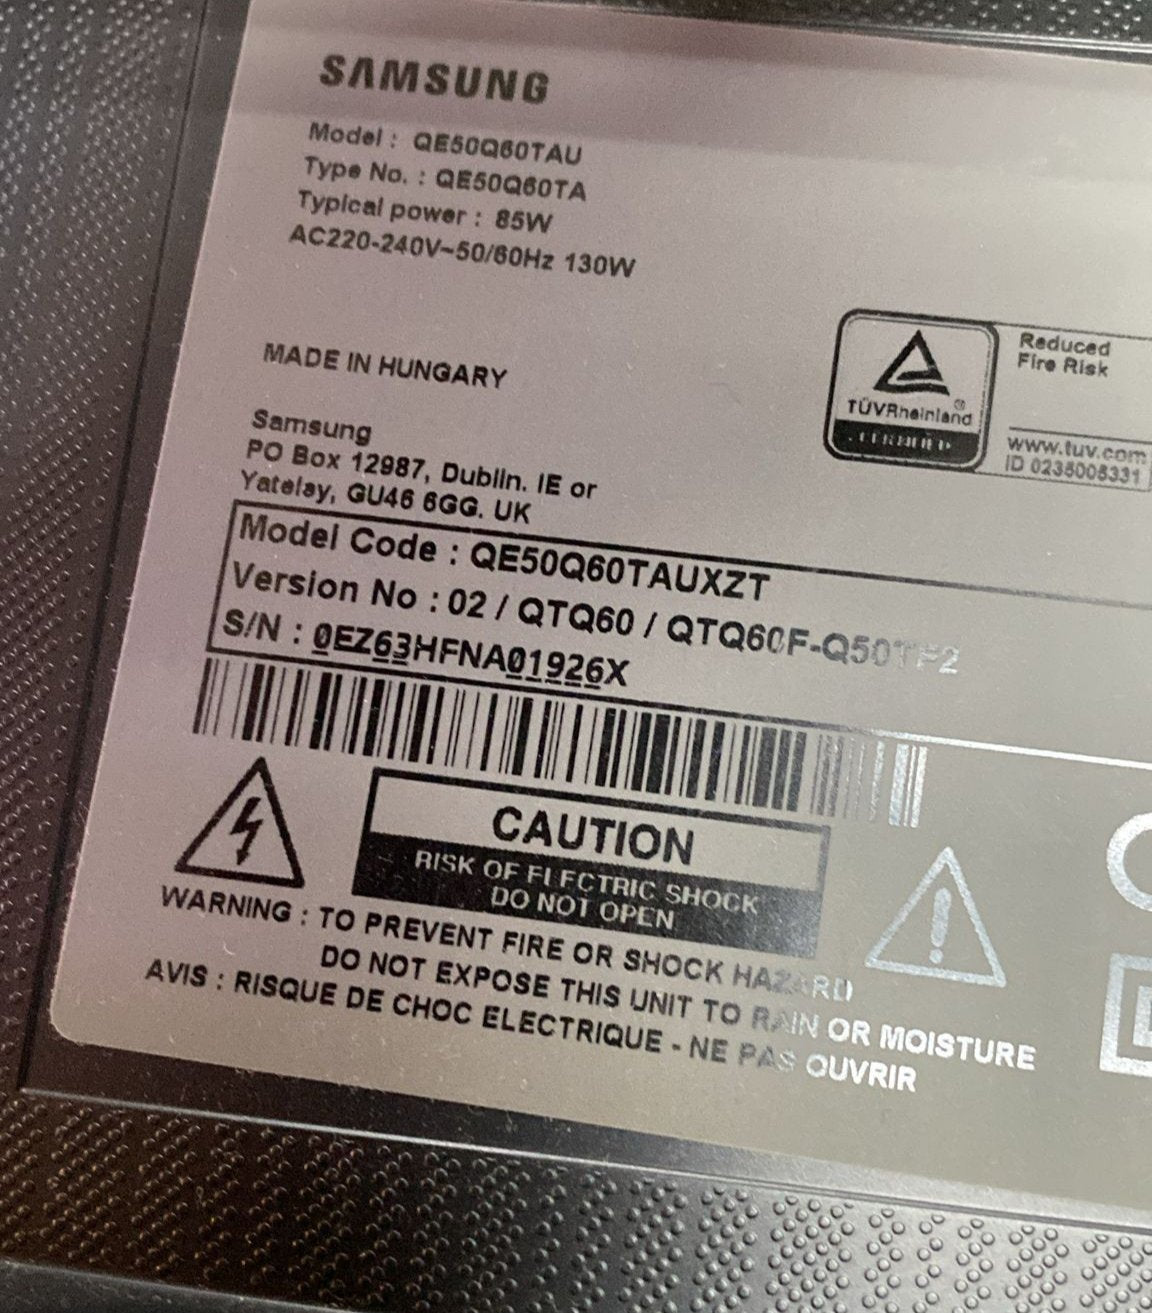 SAMSUNG
Model : QE50Q60TAU
Type No. : QE50Q60TA
Typical power : 85W
AC220-240V~50/60Hz 130W
MADE IN HUNGARY
Reduced
Fire Risk
TÜVRheinland ®
CERTIFIED
www.tuv.com
ID 0235005331
Samsung
PO Box 12987, Dublin. IE or
Yateley, GU46 6GG. UK
Model Code : QE50Q60TAUXZT
Version No : 02 / QTQ60 / QTQ60F-Q50TF2
S/N : 0EZ63HFNA01926X
CAUTION
RISK OF ELECTRIC SHOCK
DO NOT OPEN
WARNING : TO PREVENT FIRE OR SHOCK HAZARD
DO NOT EXPOSE THIS UNIT TO RAIN OR MOISTURE
AVIS : RISQUE DE CHOC ELECTRIQUE - NE PAS OUVRIR